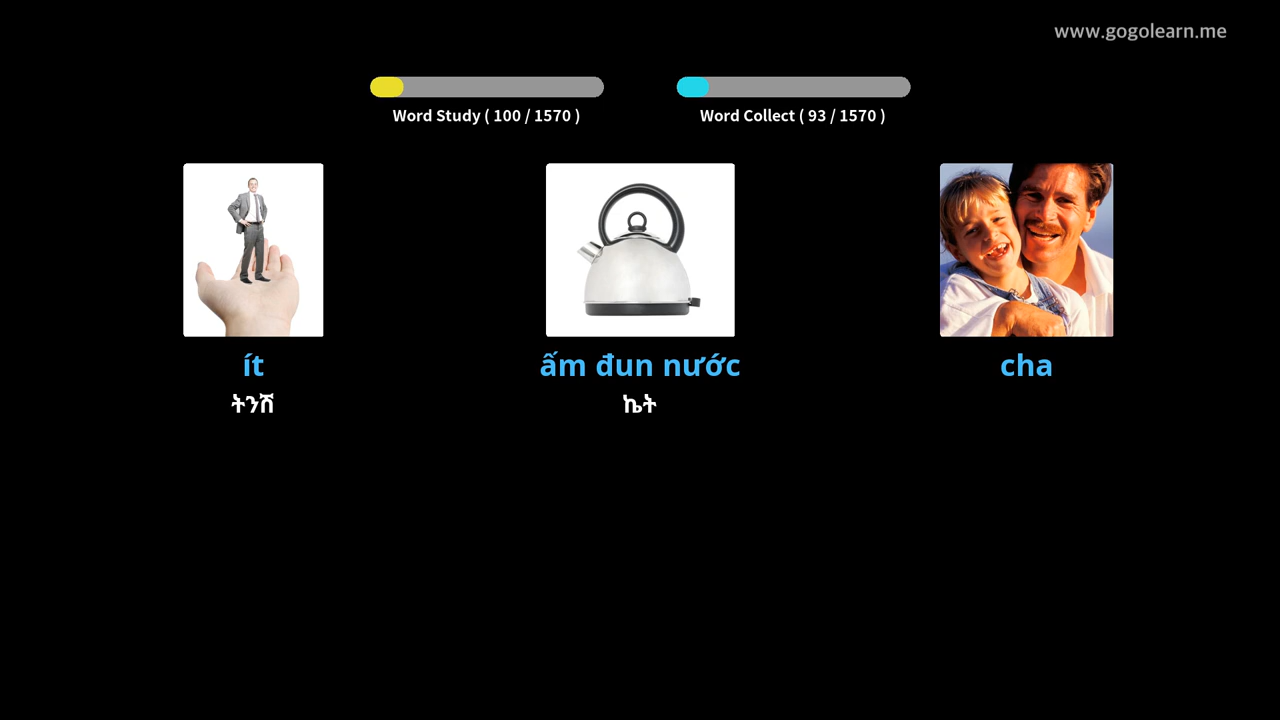 www.gogolearn.me
Word Study ( 100 / 1570 )
Word Collect ( 93 / 1570 )
ít
ấm đun nước
cha
ትንሽ
ኬት